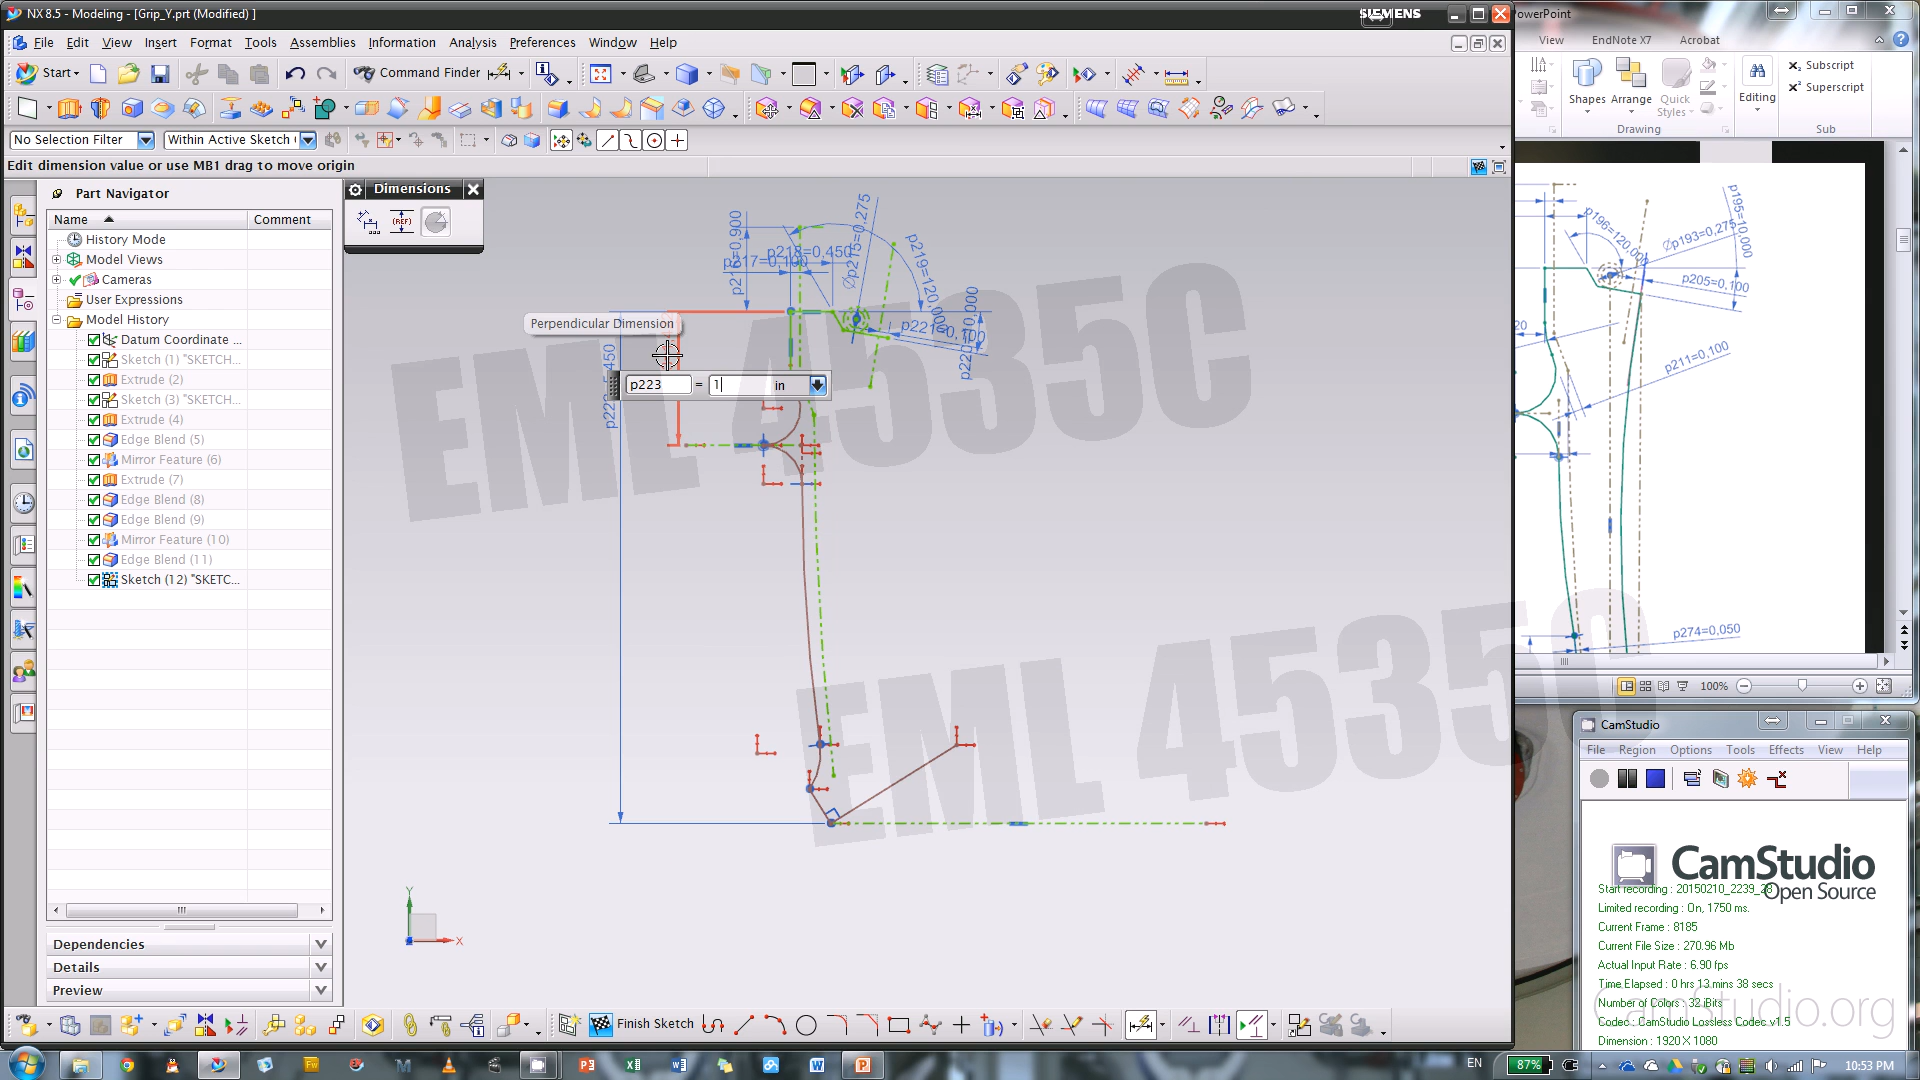 NX 8.5 - Modeling - [Grip_Y.prt (Modified) ]
SIEMENS
File Edit View Insert Format Tools Assemblies Information Analysis Preferences Window Help
Start
Command Finder
No Selection Filter
Within Active Sketch
Edit dimension value or use MB1 drag to move origin
Part Navigator
Name
Comment
History Mode
Model Views
Cameras
User Expressions
Model History
Datum Coordinate ...
Sketch (1) "SKETCH...
Extrude (2)
Sketch (3) "SKETCH...
Extrude (4)
Edge Blend (5)
Mirror Feature (6)
Extrude (7)
Edge Blend (8)
Edge Blend (9)
Mirror Feature (10)
Edge Blend (11)
Sketch (12) "SKETC...
Dependencies
Details
Preview
Dimensions
(REF)
p218=0,450
p217=0,100
Øp215=0,275
p219=120,000
p221=0,100
Perpendicular Dimension
p223 = 1 in
EML 4535C
EML 4535C
Y
X
Finish Sketch
PowerPoint
View EndNote X7 Acrobat
Shapes Arrange Quick Styles
Editing
Subscript
Superscript
Drawing
Sub
p196=120,000
Øp193=0,275
p195=10,000
p205=0,100
p211=0,100
p274=0,050
100%
CamStudio
File Region Options Tools Effects View Help
CamStudio
Open Source
Start recording : 20150210_2239_28
Limited recording : On, 1750 ms.
Current Frame : 8185
Current File Size : 270.96 Mb
Actual Input Rate : 6.90 fps
Time Elapsed : 0 hrs 13 mins 38 secs
Number of Colors : 32 Bits
Codec : CamStudio Lossless Codec v1.5
Dimension : 1920 X 1080
CamStudio.org
EN
87%
10:53 PM